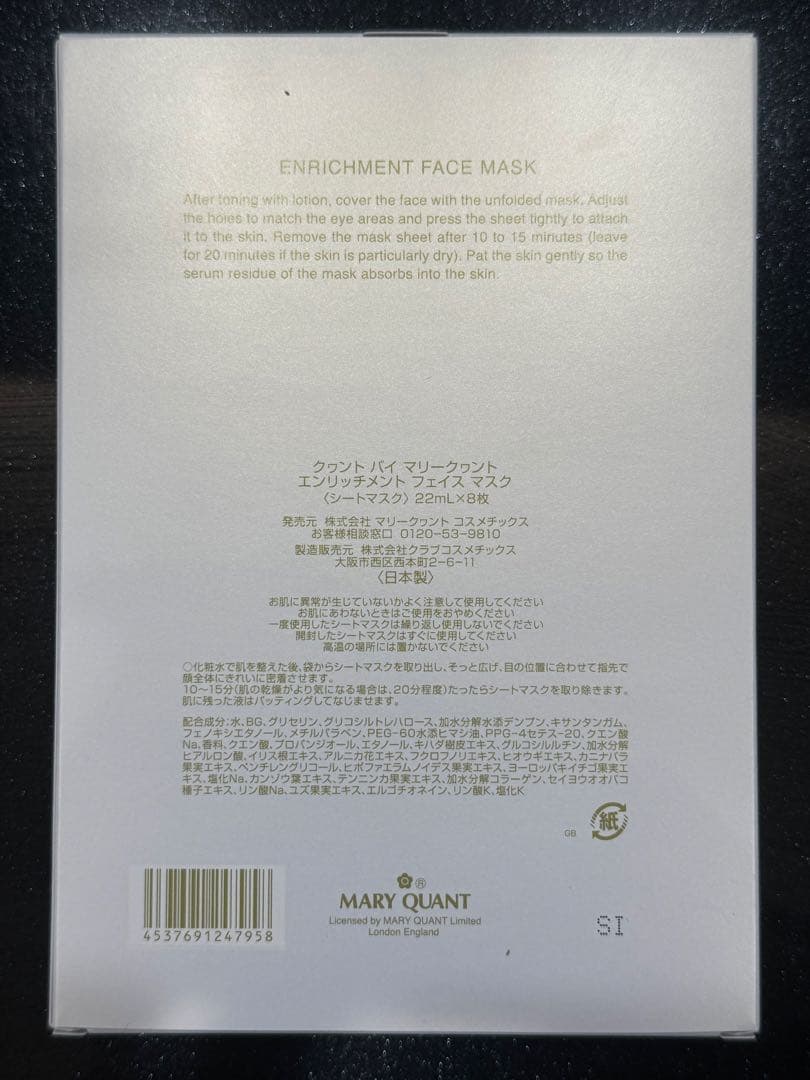 ENRICHMENT FACE MASK
After toning with lotion, cover the face with the unfolded mask. Adjust
the holes to match the eye areas and press the sheet tightly to attach
it to the skin. Remove the mask sheet after 10 to 15 minutes (leave
for 20 minutes if the skin is particularly dry). Pat the skin gently so the
serum residue of the mask absorbs into the skin.
クヮント バイ マリークヮント
エンリッチメント フェイス マスク
〈シートマスク〉 22mL×8枚
発売元 株式会社 マリークヮント コスメチックス
お客様相談窓口 0120-53-9810
製造販売元 株式会社クラブコスメチックス
大阪市西区西本町2-6-11
〈日本製〉
お肌に異常が生じていないかよく注意して使用してください
お肌にあわないときはご使用をおやめください
一度使用したシートマスクは繰り返し使用しないでください
開封したシートマスクはすぐに使用してください
高温の場所には置かないでください
○化粧水で肌を整えた後、袋からシートマスクを取り出し、そっと広げ、目の位置に合わせて指先で
顔全体にきれいに密着させます。
10〜15分(肌の乾燥がより気になる場合は、20分程度)たったらシートマスクを取り除きます。
肌に残った液はパッティングしてなじませます。
配合成分:水、BG、グリセリン、グリコシルトレハロース、加水分解水添デンプン、キサンタンガム、
フェノキシエタノール、メチルパラベン、PEG-60水添ヒマシ油、PPG-4セテス-20、クエン酸
Na、香料、クエン酸、プロパンジオール、エタノール、キハダ樹皮エキス、グルコシルルチン、加水分解
ヒアルロン酸、イリス根エキス、アルニカ花エキス、フクロフノリエキス、ヒオウギエキス、カニナバラ
果実エキス、ペンチレングリコール、ヒポファエラムノイデス果実エキス、ヨーロッパキイチゴ果実エ
キス、塩化Na、カンゾウ葉エキス、テンニンカ果実エキス、加水分解コラーゲン、セイヨウオオバコ
種子エキス、リン酸Na、ユズ果実エキス、エルゴチオネイン、リン酸K、塩化K
GB
紙
4537691247958
®
MARY QUANT
Licensed by MARY QUANT Limited
London England
SI